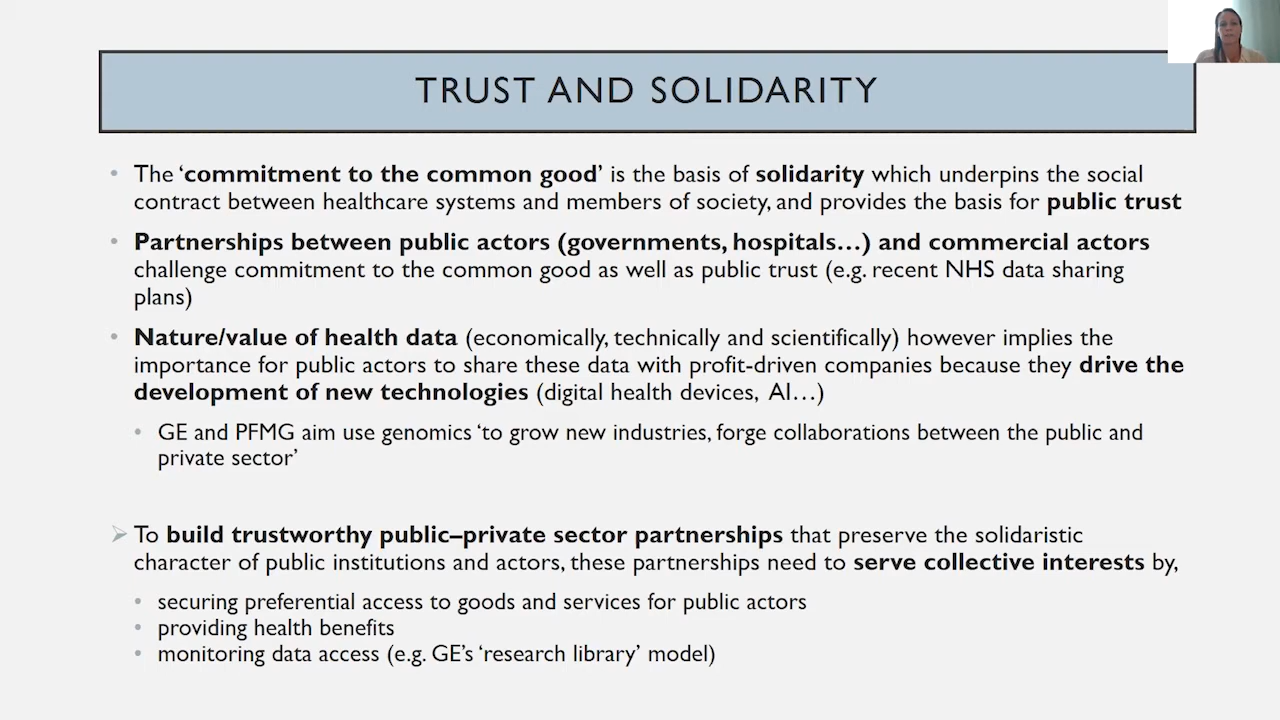 TRUST AND SOLIDARITY
• The ‘commitment to the common good’ is the basis of solidarity which underpins the social
contract between healthcare systems and members of society, and provides the basis for public trust
• Partnerships between public actors (governments, hospitals…) and commercial actors
challenge commitment to the common good as well as public trust (e.g. recent NHS data sharing
plans)
• Nature/value of health data (economically, technically and scientifically) however implies the
importance for public actors to share these data with profit-driven companies because they drive the
development of new technologies (digital health devices, AI…)
• GE and PFMG aim use genomics ‘to grow new industries, forge collaborations between the public and
private sector’
➢ To build trustworthy public–private sector partnerships that preserve the solidaristic
character of public institutions and actors, these partnerships need to serve collective interests by,
• securing preferential access to goods and services for public actors
• providing health benefits
• monitoring data access (e.g. GE’s ‘research library’ model)